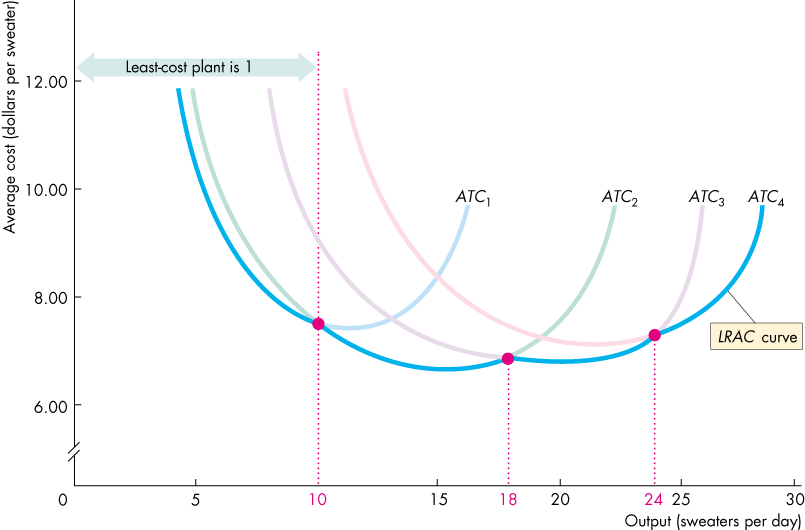 Average cost (dollars per sweater)
Least-cost plant is 1
12.00
10.00
8.00
6.00
ATC1
ATC2
ATC3
ATC4
LRAC curve
0
5
10
15
18
20
24
25
30
Output (sweaters per day)